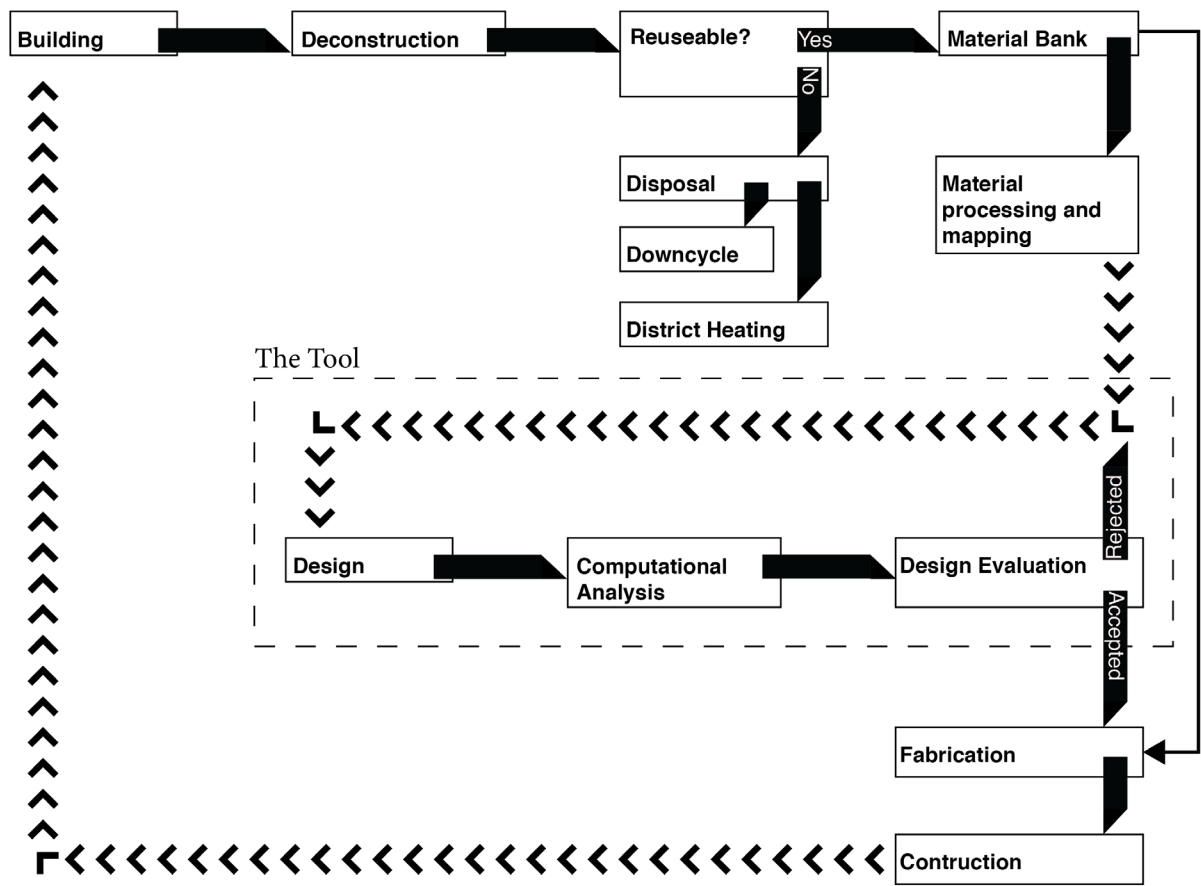 Building
Deconstruction
Reuseable?
Yes
No
Material Bank
Disposal
Downcycle
District Heating
Material
processing and
mapping
The Tool
Design
Computational
Analysis
Design Evaluation
Rejected
Accepted
Fabrication
Contruction